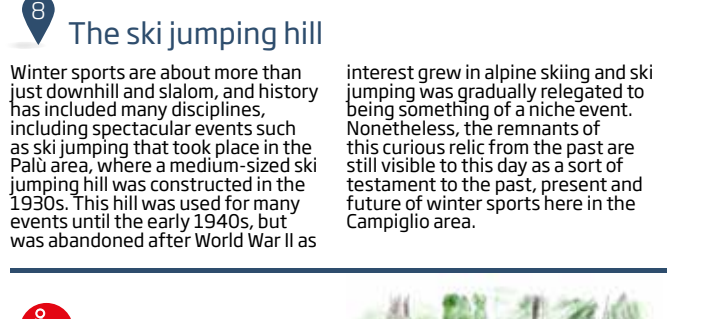 8
The ski jumping hill
Winter sports are about more than
just downhill and slalom, and history
has included many disciplines,
including spectacular events such
as ski jumping that took place in the
Palù area, where a medium-sized ski
jumping hill was constructed in the
1930s. This hill was used for many
events until the early 1940s, but
was abandoned after World War II as
interest grew in alpine skiing and ski
jumping was gradually relegated to
being something of a niche event.
Nonetheless, the remnants of
this curious relic from the past are
still visible to this day as a sort of
testament to the past, present and
future of winter sports here in the
Campiglio area.